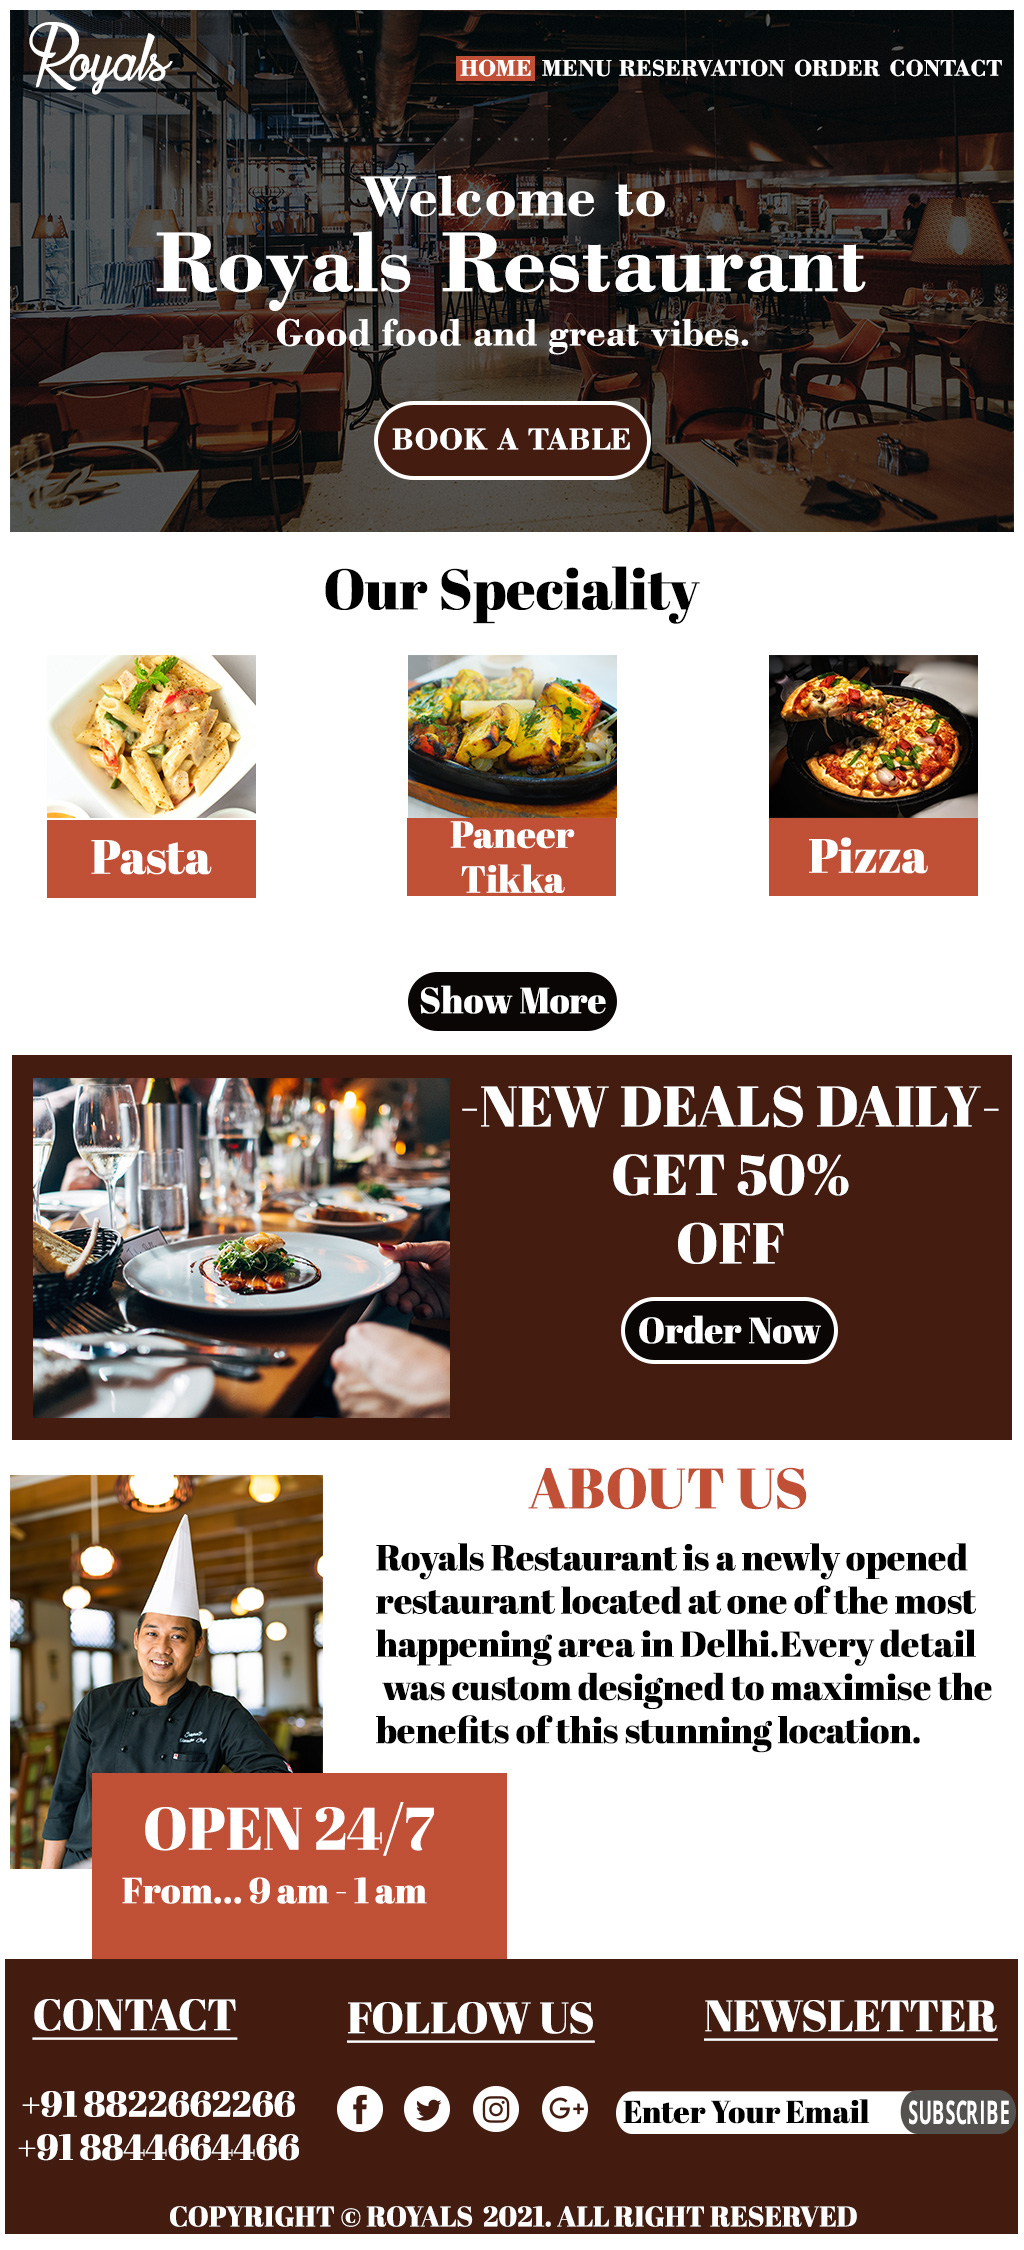 Royals
HOME MENU RESERVATION ORDER CONTACT
Welcome to
Royals Restaurant
Good food and great vibes.
BOOK A TABLE
Our Speciality
Pasta
Paneer
Tikka
Pizza
Show More
-NEW DEALS DAILY-
GET 50%
OFF
Order Now
ABOUT US
Royals Restaurant is a newly opened
restaurant located at one of the most
happening area in Delhi.Every detail
was custom designed to maximise the
benefits of this stunning location.
OPEN 24/7
From... 9 am - 1 am
CONTACT
+91 8822662266
+91 8844664466
FOLLOW US
f
G+
NEWSLETTER
Enter Your Email
SUBSCRIBE
COPYRIGHT © ROYALS 2021. ALL RIGHT RESERVED